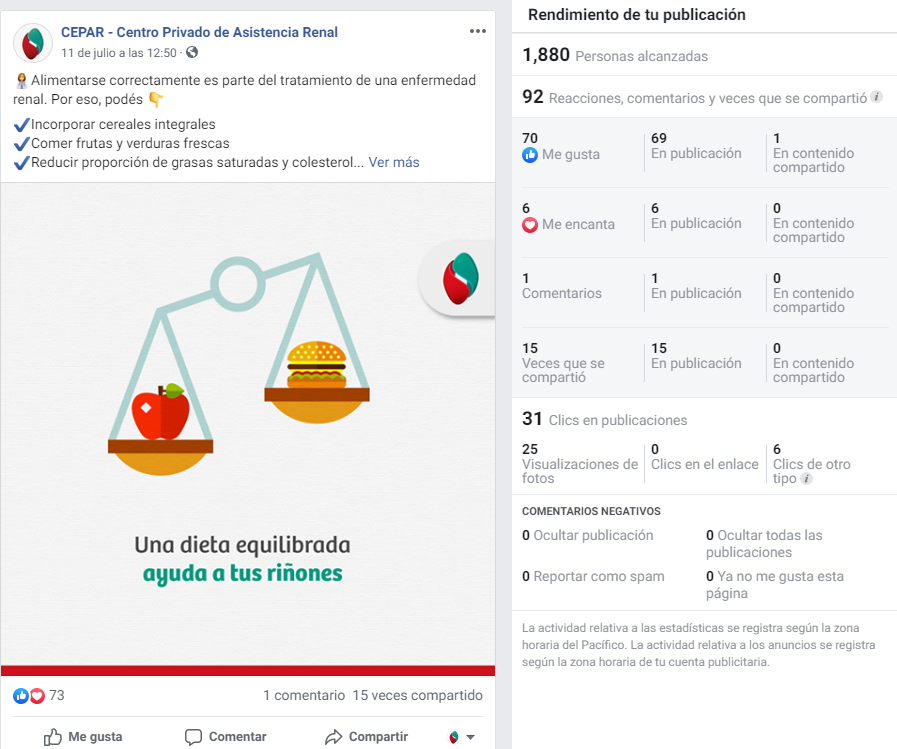 CEPAR - Centro Privado de Asistencia Renal
11 de julio a las 12:50 ·
Alimentarse correctamente es parte del tratamiento de una enfermedad
renal. Por eso, podés
Incorporar cereales integrales
Comer frutas y verduras frescas
Reducir proporción de grasas saturadas y colesterol... Ver más
Una dieta equilibrada
ayuda a tus riñones
73
1 comentario 15 veces compartido
Me gusta
Comentar
Compartir
Rendimiento de tu publicación
1,880 Personas alcanzadas
92 Reacciones, comentarios y veces que se compartió
70
Me gusta
69
En publicación
1
En contenido
compartido
6
Me encanta
6
En publicación
0
En contenido
compartido
1
Comentarios
1
En publicación
0
En contenido
compartido
15
Veces que se
compartió
15
En publicación
0
En contenido
compartido
31 Clics en publicaciones
25
Visualizaciones de
fotos
0
Clics en el enlace
6
Clics de otro
tipo
COMENTARIOS NEGATIVOS
0 Ocultar publicación
0 Ocultar todas las
publicaciones
0 Reportar como spam
0 Ya no me gusta esta
página
La actividad relativa a las estadísticas se registra según la zona
horaria del Pacífico. La actividad relativa a los anuncios se registra
según la zona horaria de tu cuenta publicitaria.